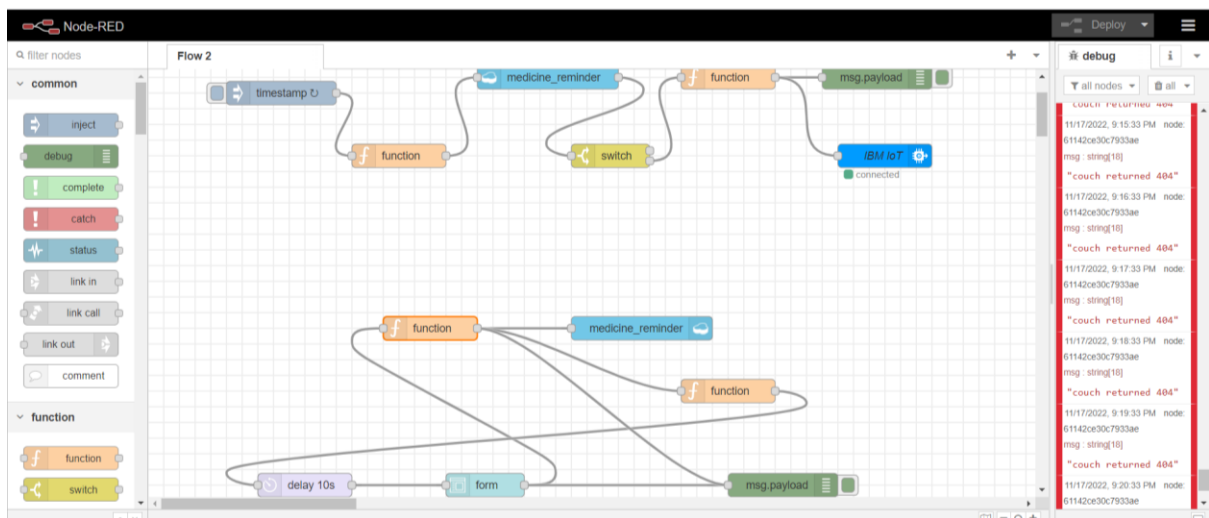 Node-RED
Deploy
filter nodes
Flow 2
debug
i
common
all nodes
all
timestamp ↻
medicine_reminder
function
msg.payload
function
switch
IBM IoT
connected
inject
debug
complete
catch
status
link in
link call
link out
comment
function
function
switch
function
medicine_reminder
function
delay 10s
form
msg.payload
couch returned 404
11/17/2022, 9:15:33 PM node:
61142ce30c7933ae
msg : string[18]
"couch returned 404"
11/17/2022, 9:16:33 PM node:
61142ce30c7933ae
msg : string[18]
"couch returned 404"
11/17/2022, 9:17:33 PM node:
61142ce30c7933ae
msg : string[18]
"couch returned 404"
11/17/2022, 9:18:33 PM node:
61142ce30c7933ae
msg : string[18]
"couch returned 404"
11/17/2022, 9:19:33 PM node:
61142ce30c7933ae
msg : string[18]
"couch returned 404"
11/17/2022, 9:20:33 PM node:
61142ce30c7933ae